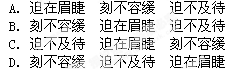 A. 迫在眉睫 刻不容缓 迫不及待
B. 刻不容缓 迫在眉睫 迫不及待
C. 迫不及待 迫在眉睫 刻不容缓
D. 刻不容缓 迫不及待 迫在眉睫